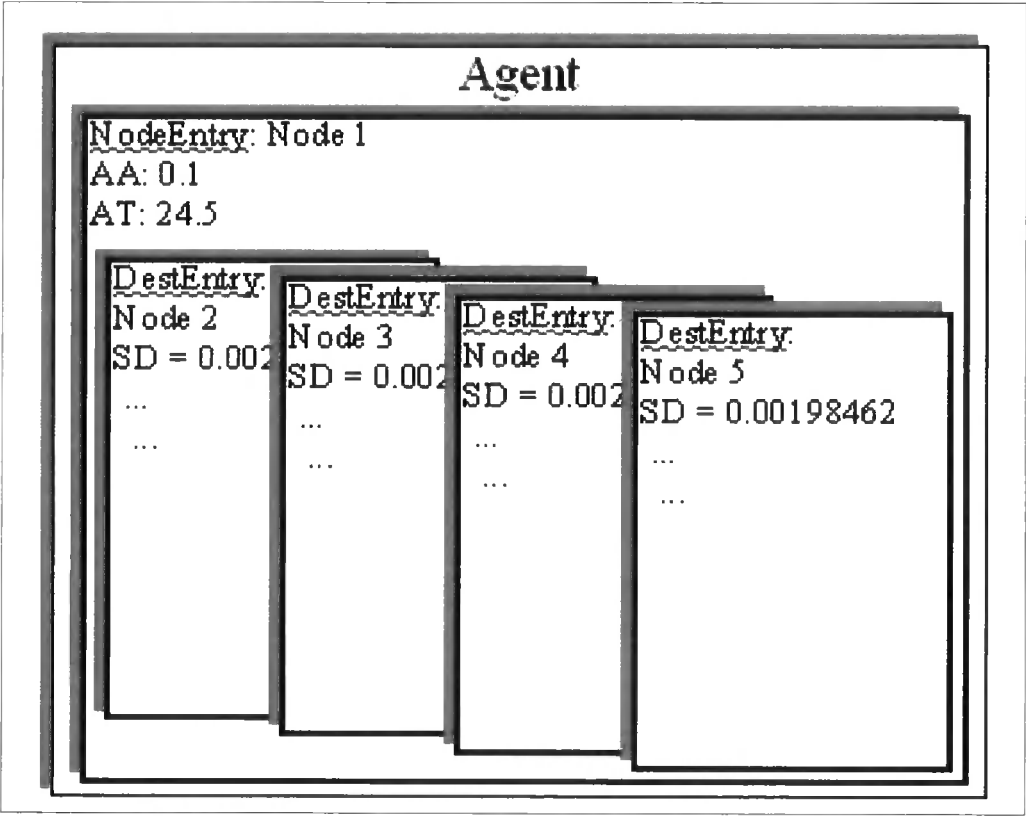 Agent
NodeEntry: Node 1
AA: 0.1
AT: 24.5
DestEntry:
Node 2
SD = 0.002
...
...
DestEntry:
Node 3
SD = 0.002
...
...
DestEntry:
Node 4
SD = 0.002
...
...
DestEntry:
Node 5
SD = 0.00198462
...
...